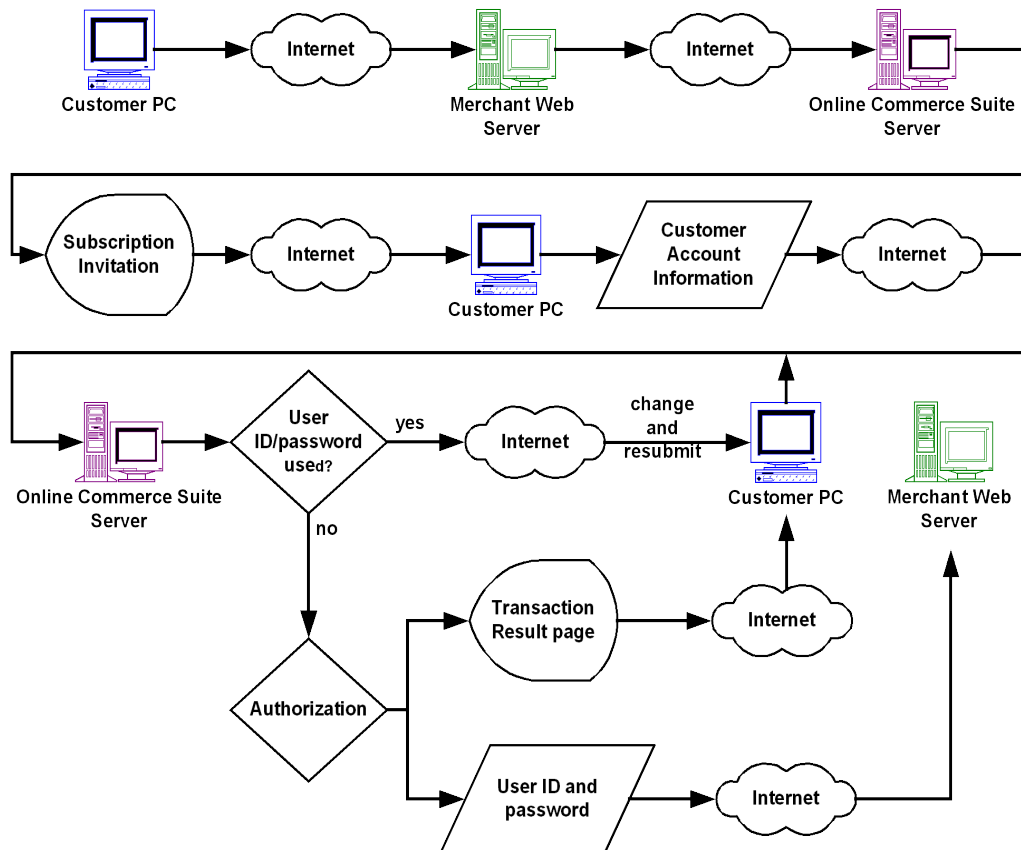 Internet
Internet
Customer PC
Merchant Web
Server
Online Commerce Suite
Server
Subscription
Invitation
Internet
Customer PC
Customer
Account
Information
Internet
Online Commerce Suite
Server
User
ID/password
used?
yes
no
Internet
change
and
resubmit
Customer PC
Merchant Web
Server
Transaction
Result page
Internet
Authorization
User ID and
password
Internet